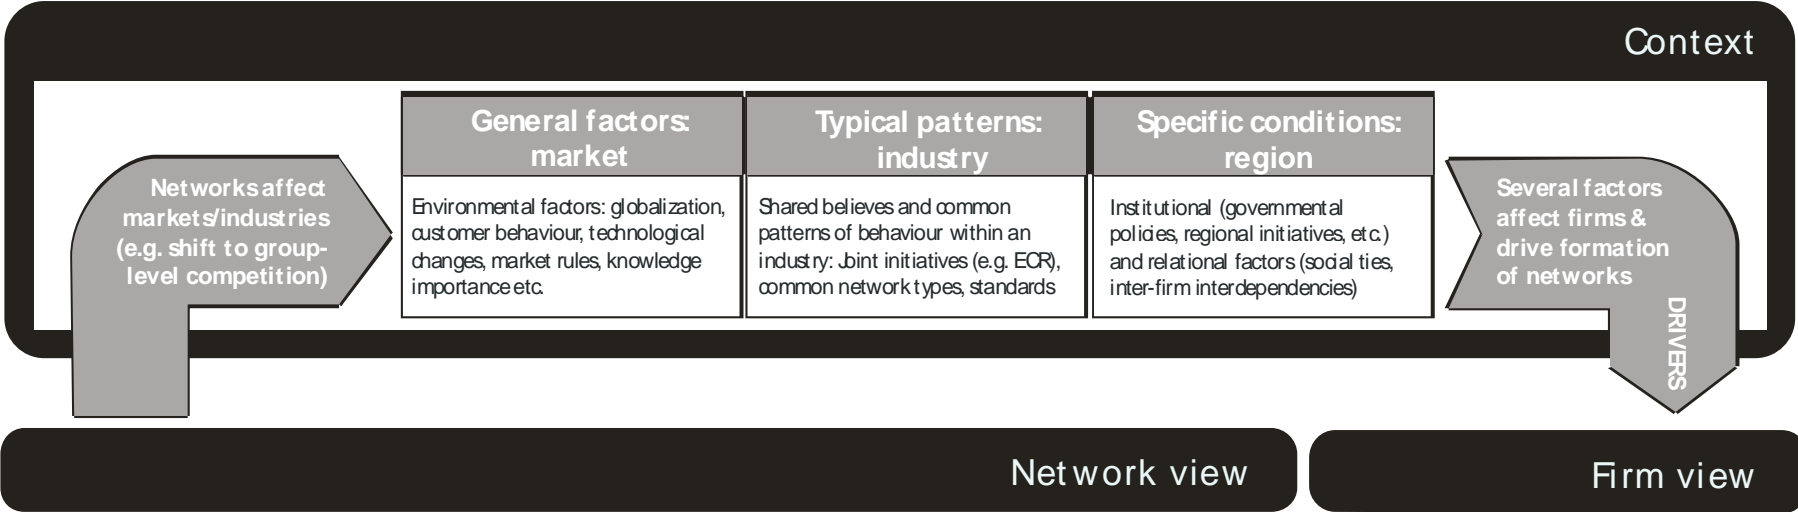 Context
Networks affect
markets/industries
(e.g. shift to group-
level competition)
General factors:
market
Environmental factors: globalization,
customer behaviour, technological
changes, market rules, knowledge
importance etc.
Typical patterns:
industry
Shared believes and common
patterns of behaviour within an
industry: Joint initiatives (e.g. ECR),
common network types, standards
Specific conditions:
region
Institutional (governmental
policies, regional initiatives, etc.)
and relational factors (social ties,
inter-firm interdependencies)
Several factors
affect firms &
drive formation
of networks
DRIVERS
Network view
Firm view